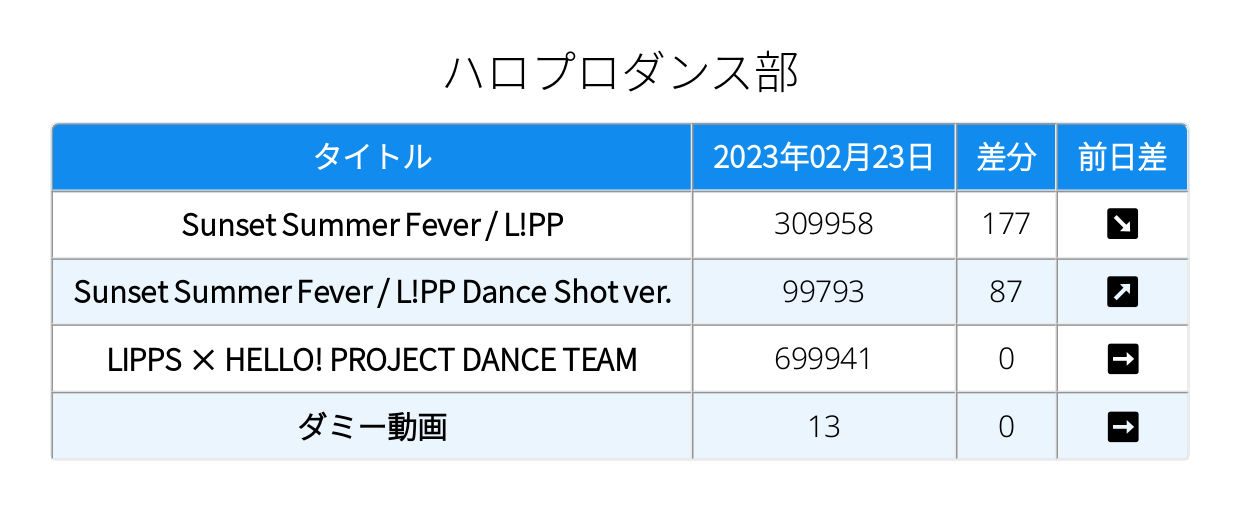 ハロプロダンス部
タイトル 2023年02月23日 差分 前日差
Sunset Summer Fever / L!PP 309958 177 ↘
Sunset Summer Fever / L!PP Dance Shot ver. 99793 87 ↗
LIPPS × HELLO! PROJECT DANCE TEAM 699941 0 →
ダミー動画 13 0 →